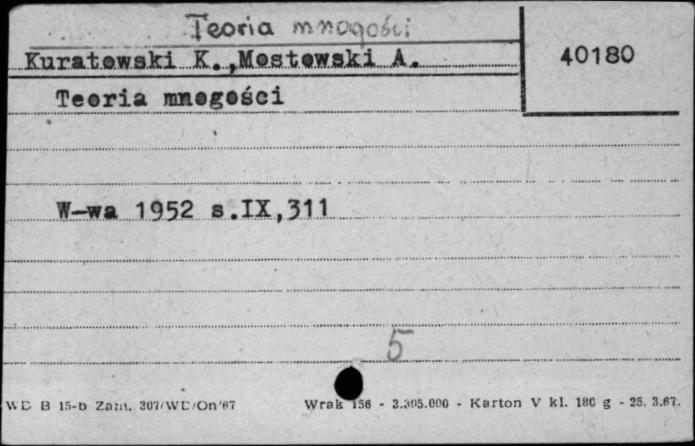 Teoria mnogości
Kuratowski K.,Mostowski A.
40180
Teoria mnogości
W-wa 1952 s.IX,311
5
WD B 15-b Zam. 307/WD/On/67
Wrak 156 - 3.305.000 - Karton V kl. 180 g - 25. 3.67.